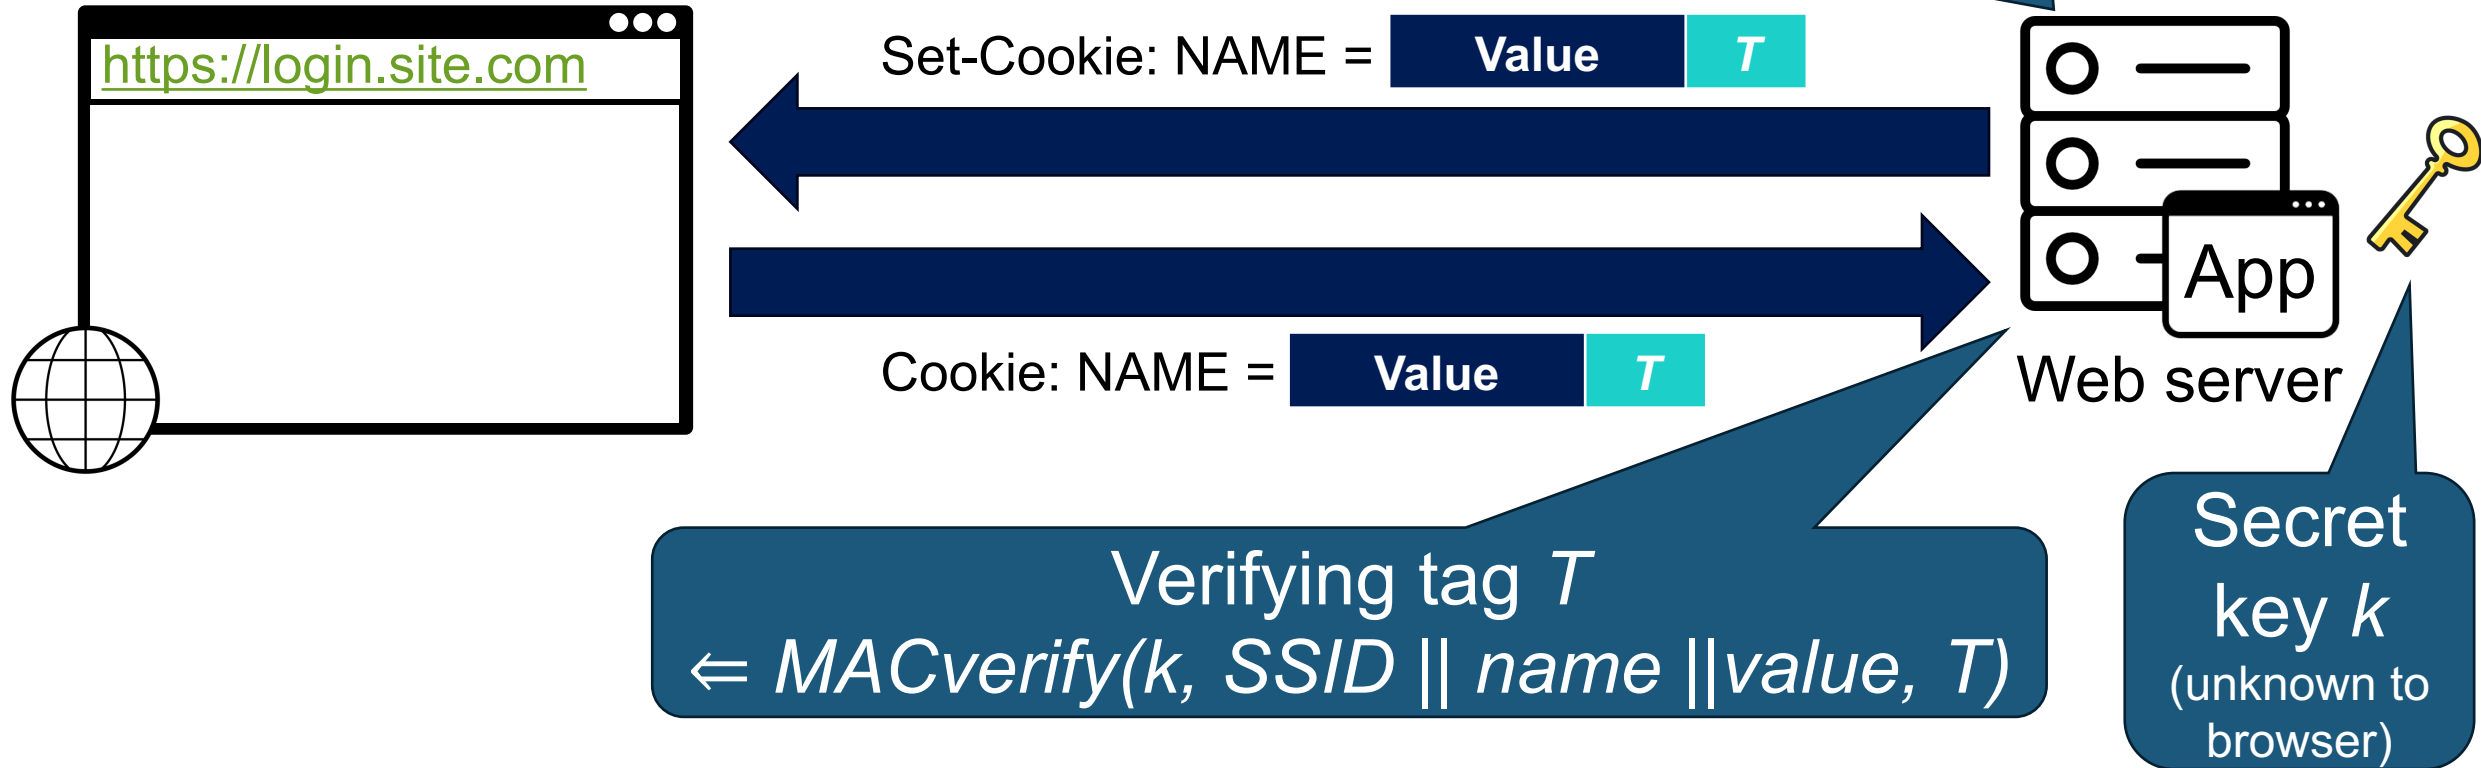 https://login.site.com
Set-Cookie: NAME = Value T
Cookie: NAME = Value T
App
Web server
Verifying tag T
⇐ MACverify(k, SSID || name ||value, T)
Secret
key k
(unknown to
browser)